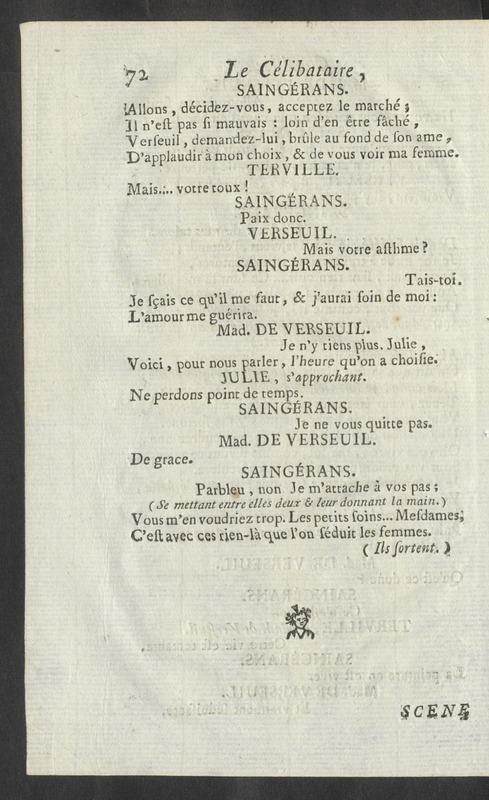 72 Le Célibataire,
SAINGÉRANS.
Allons, décidez-vous, acceptez le marché;
Il n'eſt pas ſi mauvais : loin d'en être fâché,
Verſeuil, demandez-lui, brûle au fond de ſon ame,
D'applaudir à mon choix, & de vous voir ma femme.
TERVILLE.
Mais.... votre toux !
SAINGÉRANS.
Paix donc.
VERSEUIL.
Mais votre aſthme ?
SAINGÉRANS.
Tais-toi.
Je ſçais ce qu'il me faut, & j'aurai ſoin de moi :
L'amour me guérira.
Mad. DE VERSEUIL.
Je n'y tiens plus. Julie,
Voici, pour nous parler, l'heure qu'on a choiſie.
JULIE, s'approchant.
Ne perdons point de temps.
SAINGÉRANS.
Je ne vous quitte pas.
Mad. DE VERSEUIL.
De grace.
SAINGÉRANS.
Parbleu, non Je m'attache à vos pas ;
( Se mettant entre elles deux & leur donnant la main. )
Vous m'en voudriez trop. Les petits ſoins... Meſdames,
C'eſt avec ces rien-là que l'on ſéduit les femmes.
( Ils ſortent. )
SCENE